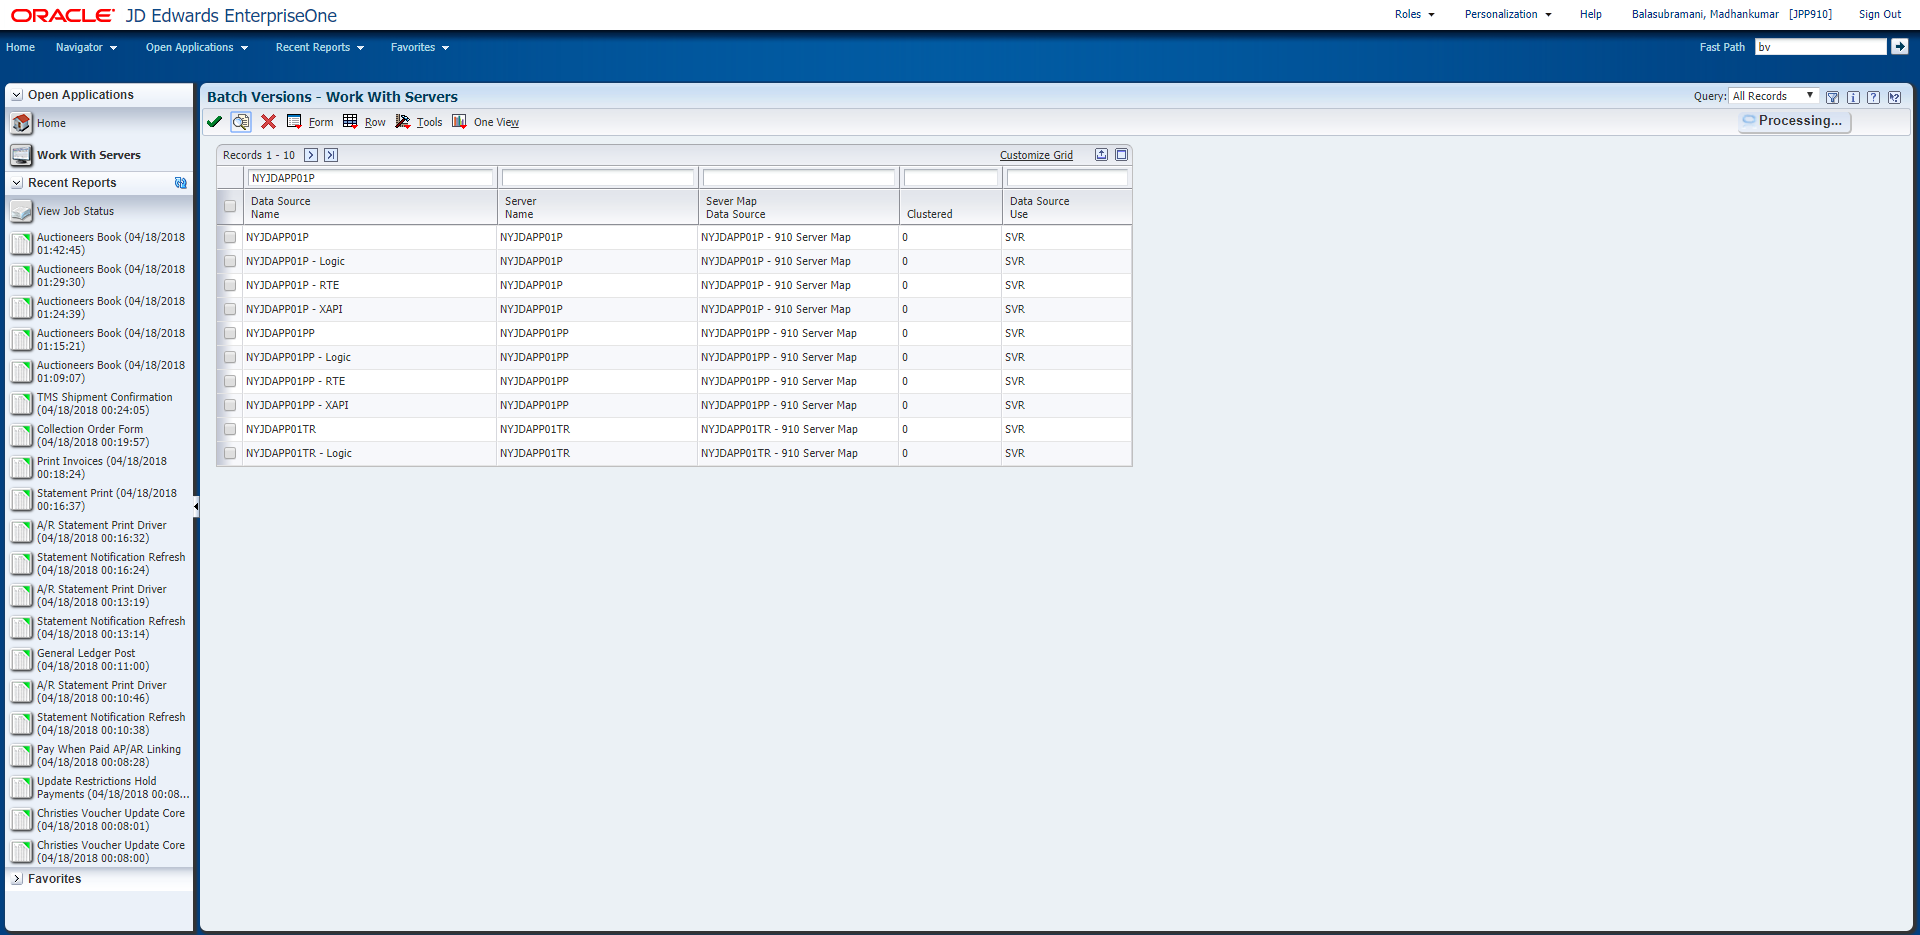 ORACLE JD Edwards EnterpriseOne
Roles Personalization Help Balasubramani, Madhankumar [JPP910] Sign Out
Home Navigator Open Applications Recent Reports Favorites Fast Path bv
Open Applications
Home
Work With Servers
Recent Reports
View Job Status
Auctioneers Book (04/18/2018
01:42:45)
Auctioneers Book (04/18/2018
01:29:30)
Auctioneers Book (04/18/2018
01:24:39)
Auctioneers Book (04/18/2018
01:15:21)
Auctioneers Book (04/18/2018
01:09:07)
TMS Shipment Confirmation
(04/18/2018 00:24:05)
Collection Order Form
(04/18/2018 00:19:57)
Print Invoices (04/18/2018
00:18:24)
Statement Print (04/18/2018
00:16:37)
A/R Statement Print Driver
(04/18/2018 00:16:32)
Statement Notification Refresh
(04/18/2018 00:16:24)
A/R Statement Print Driver
(04/18/2018 00:13:19)
Statement Notification Refresh
(04/18/2018 00:13:14)
General Ledger Post
(04/18/2018 00:11:00)
A/R Statement Print Driver
(04/18/2018 00:10:46)
Statement Notification Refresh
(04/18/2018 00:10:38)
Pay When Paid AP/AR Linking
(04/18/2018 00:08:28)
Update Restrictions Hold
Payments (04/18/2018 00:08...
Christies Voucher Update Core
(04/18/2018 00:08:01)
Christies Voucher Update Core
(04/18/2018 00:08:00)
Favorites
Batch Versions - Work With Servers
Query: All Records
Form Row Tools One View
Processing...
Records 1 - 10 Customize Grid
NYJDAPP01P
Data Source Name Server Name Sever Map Data Source Clustered Data Source Use
NYJDAPP01P NYJDAPP01P NYJDAPP01P - 910 Server Map 0 SVR
NYJDAPP01P - Logic NYJDAPP01P NYJDAPP01P - 910 Server Map 0 SVR
NYJDAPP01P - RTE NYJDAPP01P NYJDAPP01P - 910 Server Map 0 SVR
NYJDAPP01P - XAPI NYJDAPP01P NYJDAPP01P - 910 Server Map 0 SVR
NYJDAPP01PP NYJDAPP01PP NYJDAPP01PP - 910 Server Map 0 SVR
NYJDAPP01PP - Logic NYJDAPP01PP NYJDAPP01PP - 910 Server Map 0 SVR
NYJDAPP01PP - RTE NYJDAPP01PP NYJDAPP01PP - 910 Server Map 0 SVR
NYJDAPP01PP - XAPI NYJDAPP01PP NYJDAPP01PP - 910 Server Map 0 SVR
NYJDAPP01TR NYJDAPP01TR NYJDAPP01TR - 910 Server Map 0 SVR
NYJDAPP01TR - Logic NYJDAPP01TR NYJDAPP01TR - 910 Server Map 0 SVR